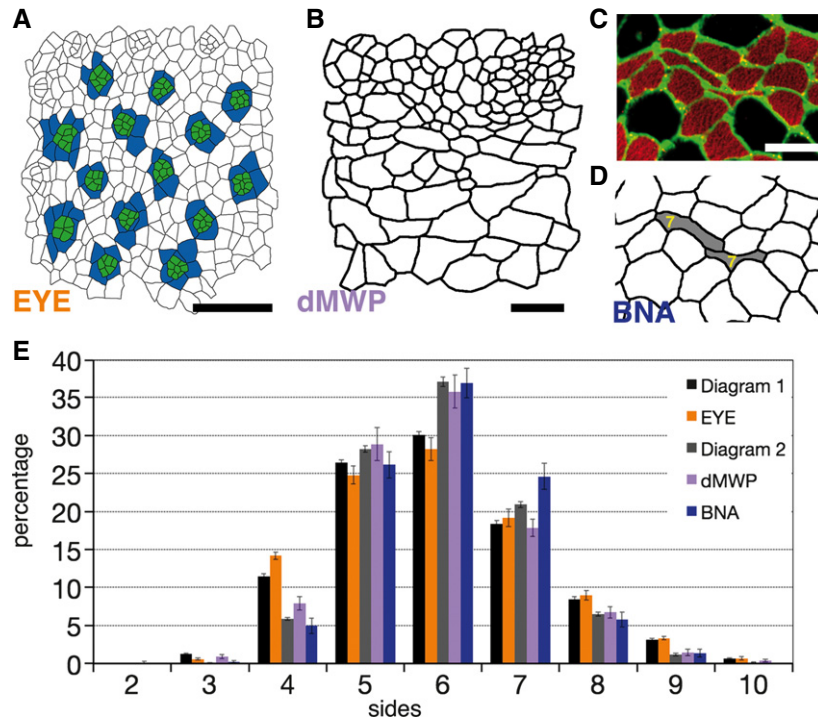 A
B
C
EYE
dMWP
D
7
7
BNA
E
percentage
40
35
30
25
20
15
10
5
0
Diagram 1
EYE
Diagram 2
dMWP
BNA
2 3 4 5 6 7 8 9 10
sides